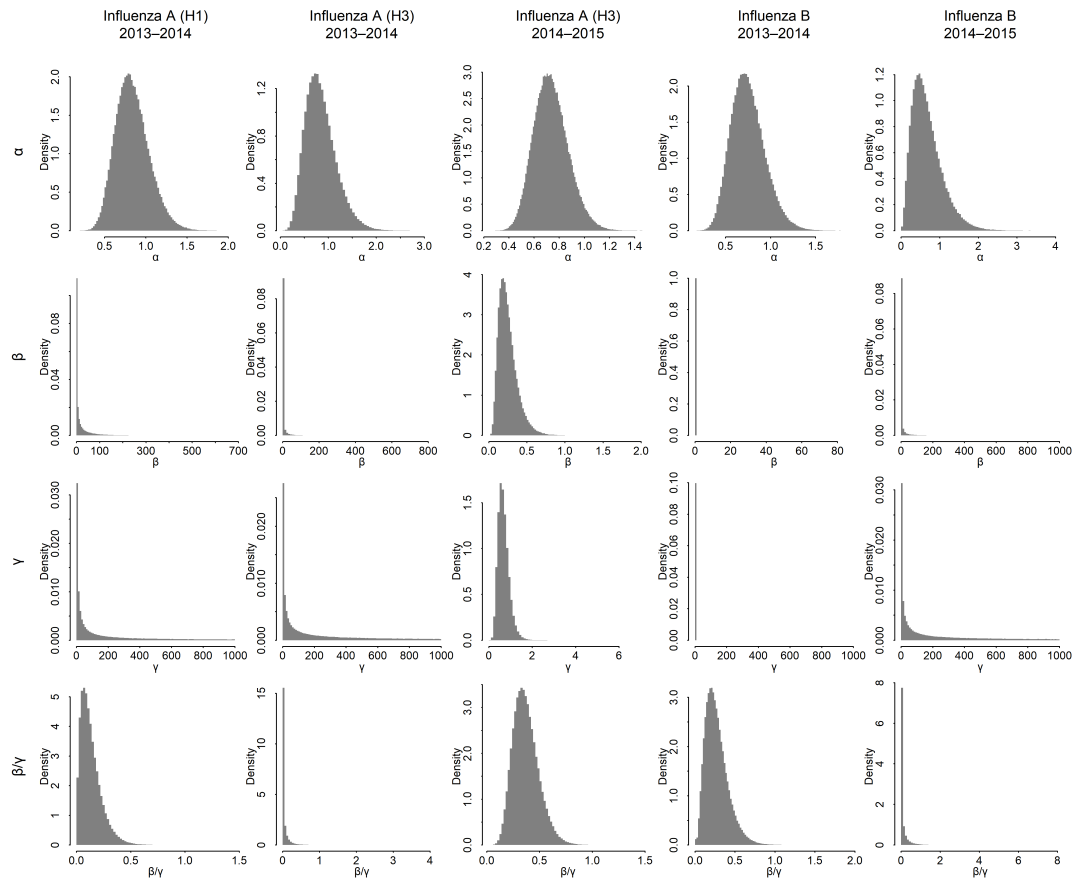 Influenza A (H1)
2013–2014
Influenza A (H3)
2013–2014
Influenza A (H3)
2014–2015
Influenza B
2013–2014
Influenza B
2014–2015
α
Density
0.0 0.5 1.0 1.5 2.0
0.5 1.0 1.5 2.0
α
Density
0.0 0.4 0.8 1.2
0.0 1.0 2.0 3.0
α
Density
0.0 0.5 1.0 1.5 2.0 2.5 3.0
0.2 0.4 0.6 0.8 1.0 1.2 1.4
α
Density
0.0 0.5 1.0 1.5 2.0
0.5 1.0 1.5
α
Density
0.0 0.2 0.4 0.6 0.8 1.0 1.2
0 1 2 3 4
α
β
Density
0.00 0.04 0.08
0 100 300 500 700
β
Density
0.00 0.02 0.04 0.06 0.08
0 200 400 600 800
β
Density
0 1 2 3 4
0.0 0.5 1.0 1.5 2.0
β
Density
0.0 0.2 0.4 0.6 0.8 1.0
0 20 40 60 80
β
Density
0.00 0.02 0.04 0.06 0.08
0 200 400 600 800 1000
β
γ
Density
0.000 0.010 0.020 0.030
0 200 400 600 800 1000
γ
Density
0.000 0.010 0.020
0 200 400 600 800 1000
γ
Density
0.0 0.5 1.0 1.5
0 2 4 6
γ
Density
0.00 0.02 0.04 0.06 0.08 0.10
0 200 400 600 800 1000
γ
Density
0.000 0.010 0.020 0.030
0 200 400 600 800 1000
γ
β/γ
Density
0 1 2 3 4 5
0.0 0.5 1.0 1.5
β/γ
Density
0 5 10 15
0 1 2 3 4
β/γ
Density
0.0 1.0 2.0 3.0
0.0 0.5 1.0 1.5
β/γ
Density
0.0 1.0 2.0 3.0
0.0 0.5 1.0 1.5 2.0
β/γ
Density
0 2 4 6 8
0 2 4 6 8
β/γ